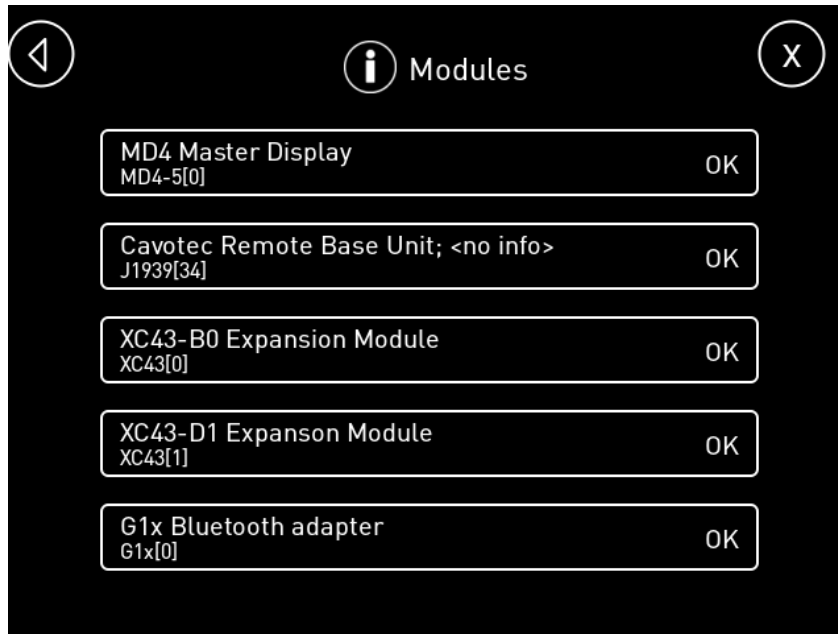 Modules
X
MD4 Master Display
MD4-5[0]
OK
Cavotec Remote Base Unit; <no info>
J1939[34]
OK
XC43-B0 Expansion Module
XC43[0]
OK
XC43-D1 Expanson Module
XC43[1]
OK
G1x Bluetooth adapter
G1x[0]
OK